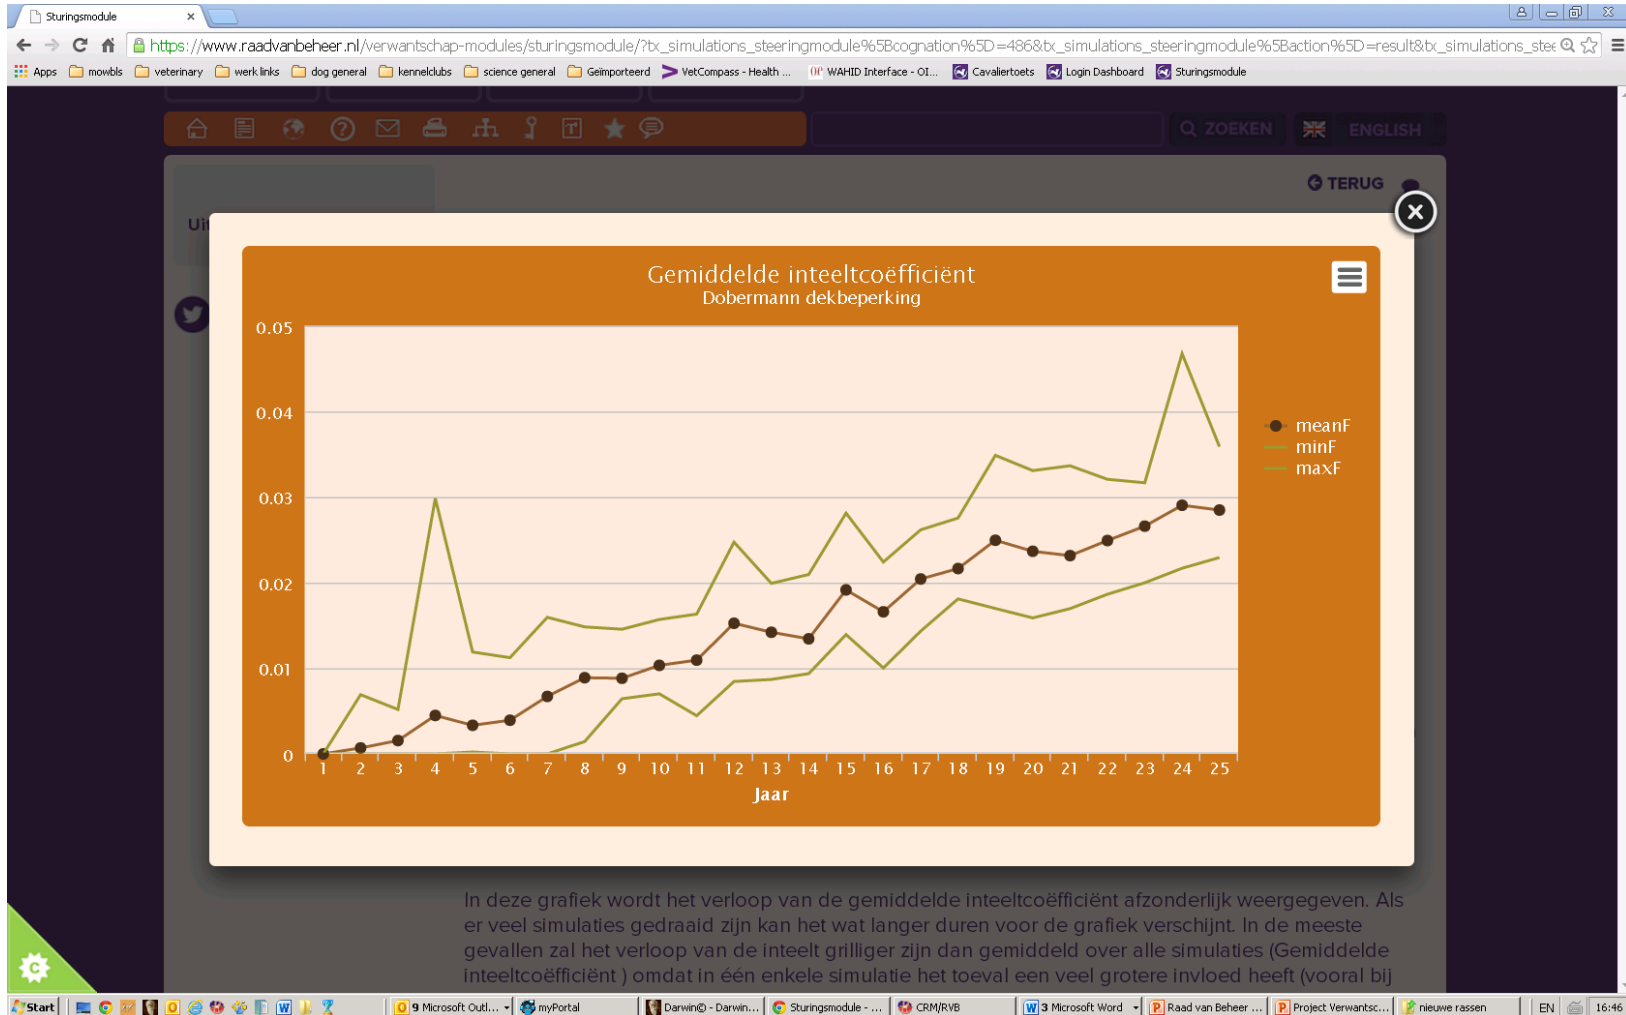 Sturingsmodule
https://www.raadvanbeheer.nl/verwantschap-modules/sturingsmodule/?tx_simulations_steeringmodule%5Bcognation%5D=486&tx_simulations_steeringmodule%5Baction%5D=result&tx_simulations_stee
Apps mowbls veterinary werk links dog general kennelclubs science general Geïmporteerd VetCompass - Health ... WAHID Interface - OI... Cavaliertoets Login Dashboard Sturingsmodule
ZOEKEN ENGLISH
TERUG
Uit
Gemiddelde inteeltcoëfficiënt
Dobermann dekbeperking
0.05
0.04
0.03
0.02
0.01
0
meanF
minF
maxF
1 2 3 4 5 6 7 8 9 10 11 12 13 14 15 16 17 18 19 20 21 22 23 24 25
Jaar
In deze grafiek wordt het verloop van de gemiddelde inteeltcoëfficiënt afzonderlijk weergegeven. Als
er veel simulaties gedraaid zijn kan het wat langer duren voor de grafiek verschijnt. In de meeste
gevallen zal het verloop van de inteelt grilliger zijn dan gemiddeld over alle simulaties (Gemiddelde
inteeltcoëfficiënt ) omdat in één enkele simulatie het toeval een veel grotere invloed heeft (vooral bij
Start 9 Microsoft Outl... myPortal Darwin© - Darwin... Sturingsmodule - ... CRM/RVB 3 Microsoft Word Raad van Beheer ... Project Verwantsc... nieuwe rassen EN 16:46